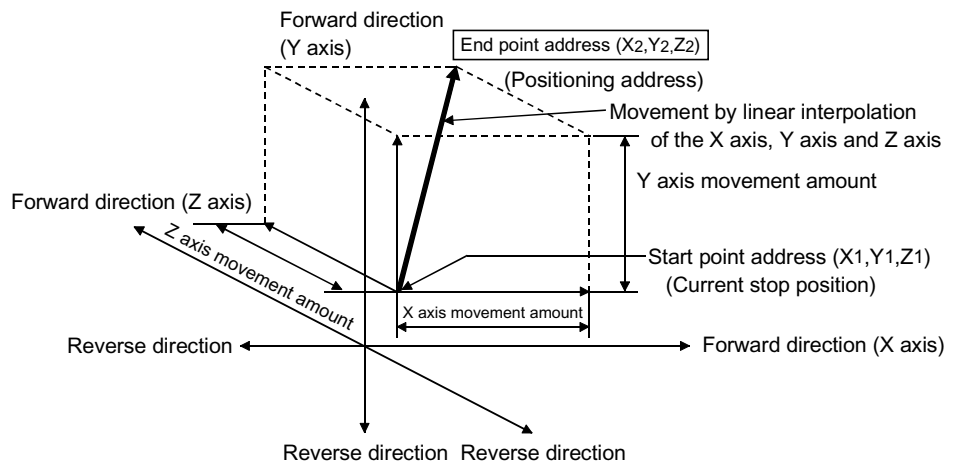 Forward direction
(Y axis)
End point address (X2,Y2,Z2)
(Positioning address)
Movement by linear interpolation
of the X axis, Y axis and Z axis
Y axis movement amount
Forward direction (Z axis)
Z axis movement amount
Start point address (X1,Y1,Z1)
(Current stop position)
X axis movement amount
Reverse direction
Forward direction (X axis)
Reverse direction
Reverse direction